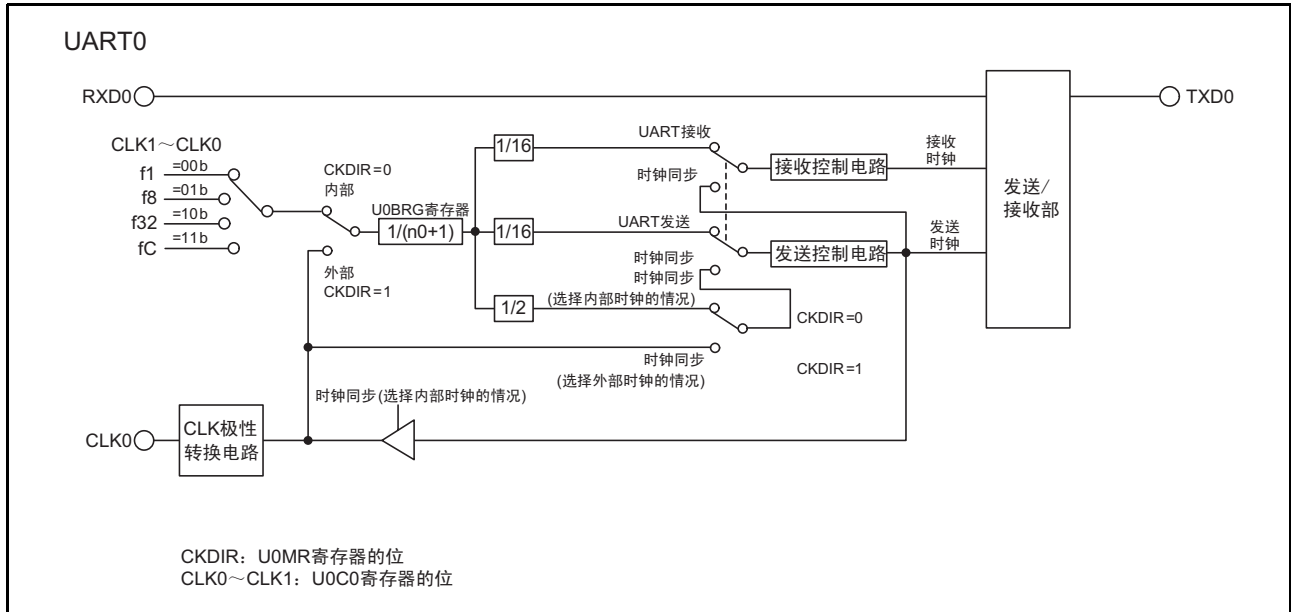 UART0
RXD0
TXD0
CLK1～CLK0
f1 =00b
f8 =01b
f32 =10b
fC =11b
CKDIR=0
内部
外部
CKDIR=1
U0BRG寄存器
1/(n0+1)
1/16
UART接收
时钟同步
接收控制电路
接收
时钟
1/16
UART发送
时钟同步
发送控制电路
发送
时钟
发送/
接收部
时钟同步
1/2
(选择内部时钟的情况)
CKDIR=0
时钟同步
(选择外部时钟的情况)
CKDIR=1
时钟同步(选择内部时钟的情况)
CLK0
CLK极性
转换电路
CKDIR：U0MR寄存器的位
CLK0～CLK1：U0C0寄存器的位